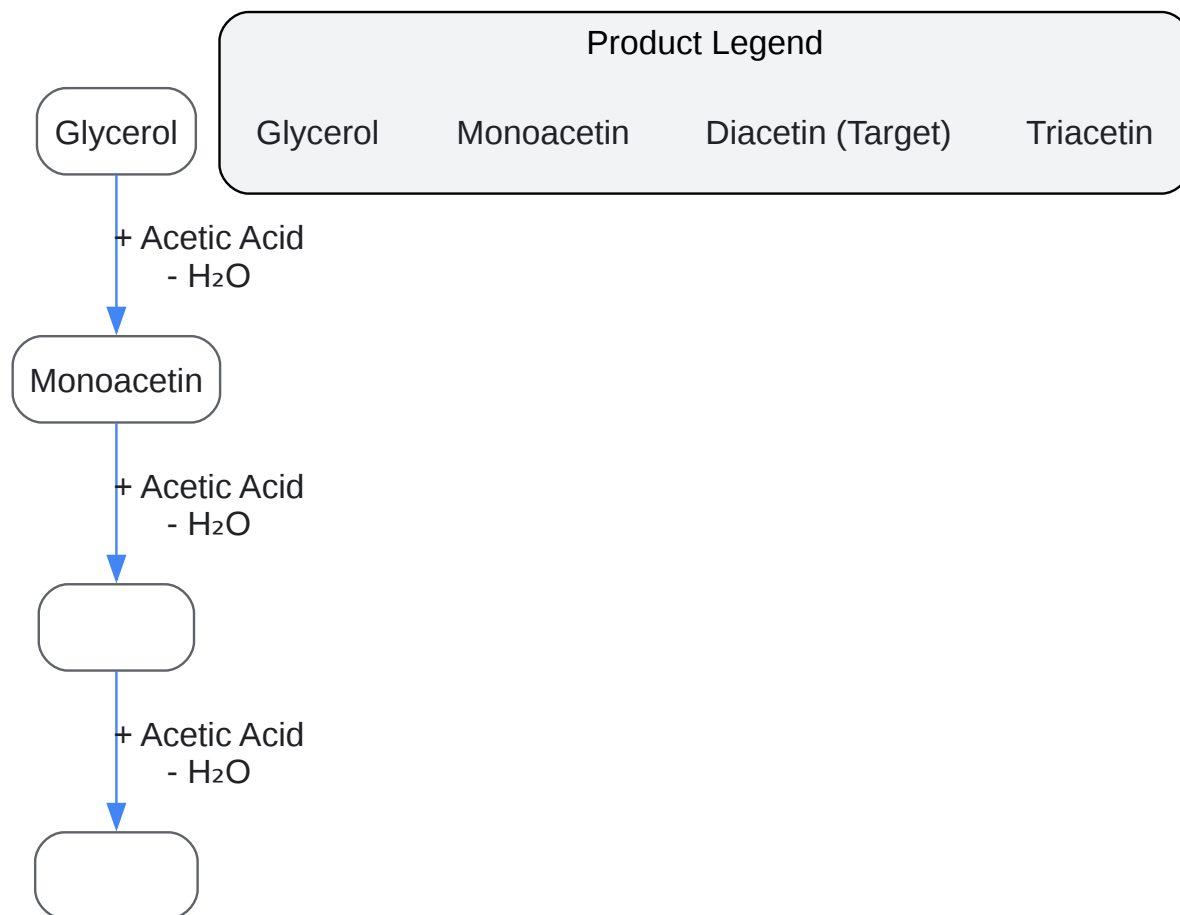 Product Legend
Glycerol
Glycerol Monoacetin Diacetin (Target) Triacetin
+ Acetic Acid
- H₂O
Monoacetin
+ Acetic Acid
- H₂O
+ Acetic Acid
- H₂O